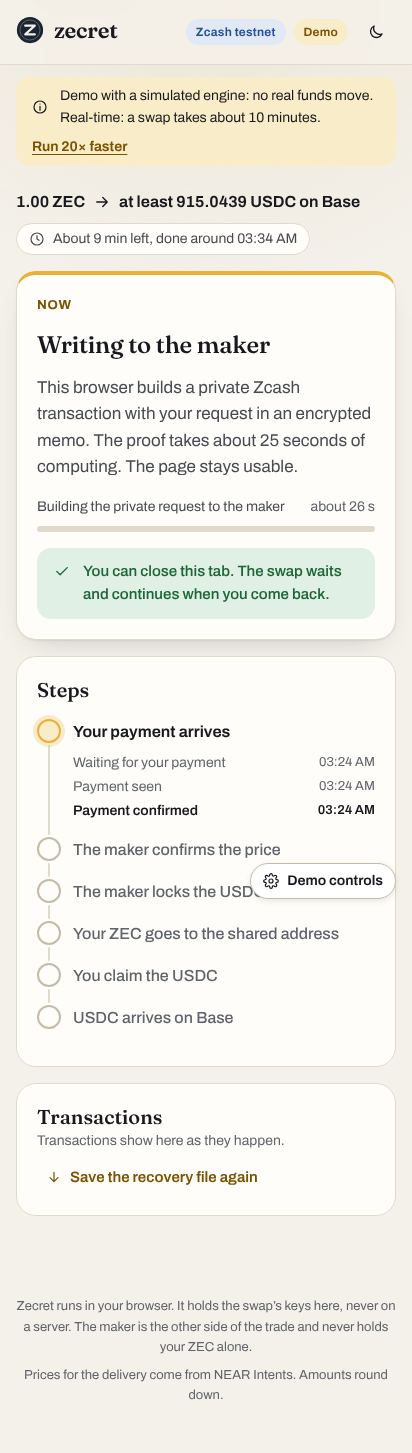 zecret
Zcash testnet
Demo
Demo with a simulated engine: no real funds move.
Real-time: a swap takes about 10 minutes.
Run 20× faster
1.00 ZEC → at least 915.0439 USDC on Base
About 9 min left, done around 03:34 AM
NOW
Writing to the maker
This browser builds a private Zcash
transaction with your request in an encrypted
memo. The proof takes about 25 seconds of
computing. The page stays usable.
Building the private request to the maker about 26 s
You can close this tab. The swap waits
and continues when you come back.
Steps
Your payment arrives
Waiting for your payment 03:24 AM
Payment seen 03:24 AM
Payment confirmed 03:24 AM
The maker confirms the price
The maker locks the USD
Demo controls
Your ZEC goes to the shared address
You claim the USDC
USDC arrives on Base
Transactions
Transactions show here as they happen.
Save the recovery file again
Zecret runs in your browser. It holds the swap's keys here, never on
a server. The maker is the other side of the trade and never holds
your ZEC alone.
Prices for the delivery come from NEAR Intents. Amounts round
down.